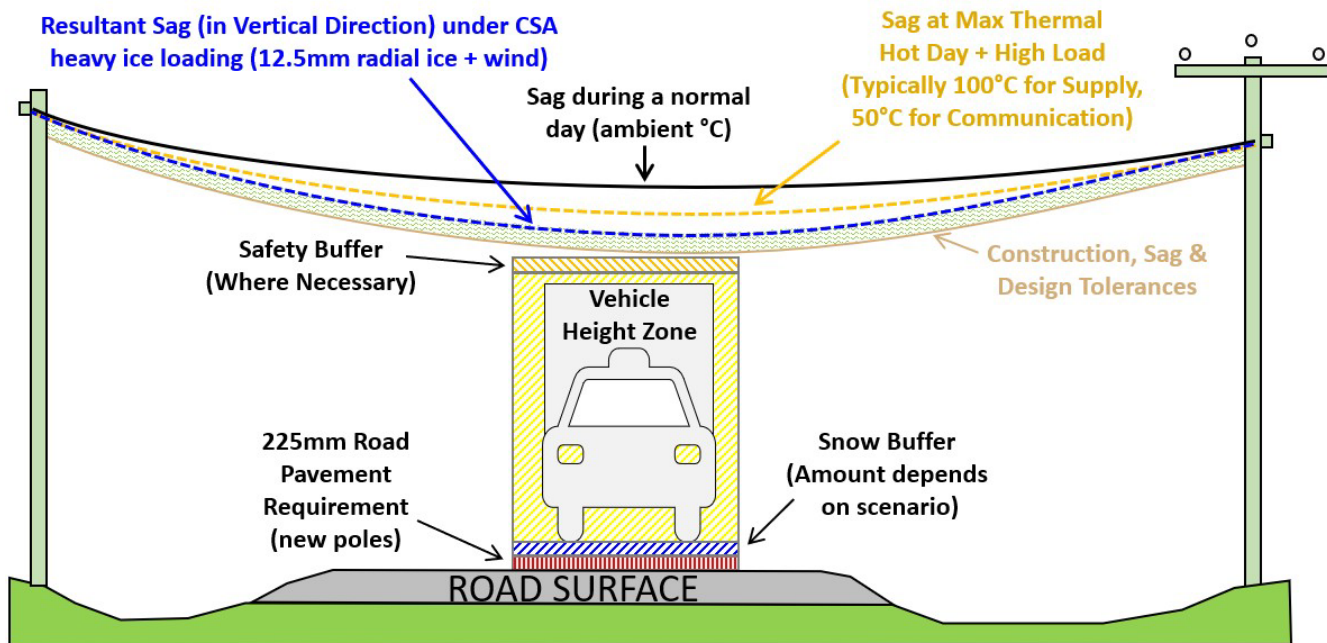 Resultant Sag (in Vertical Direction) under CSA
heavy ice loading (12.5mm radial ice + wind)
Sag at Max Thermal
Hot Day + High Load
(Typically 100°C for Supply,
50°C for Communication)
Sag during a normal
day (ambient °C)
Safety Buffer
(Where Necessary)
Construction, Sag &
Design Tolerances
Vehicle
Height Zone
225mm Road
Pavement
Requirement
(new poles)
Snow Buffer
(Amount depends
on scenario)
ROAD SURFACE